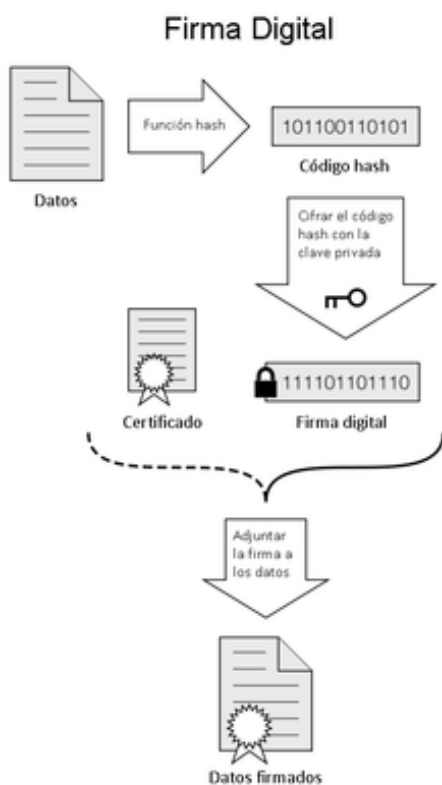 Firma Digital
Función hash
101100110101
Código hash
Datos
Cifrar el código
hash con la
clave privada
111101101110
Certificado
Firma digital
Adjuntar
la firma a
los datos
Datos firmados